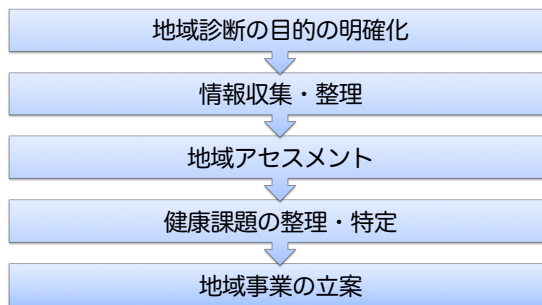 地域診断の目的の明確化
情報収集・整理
地域アセスメント
健康課題の整理・特定
地域事業の立案